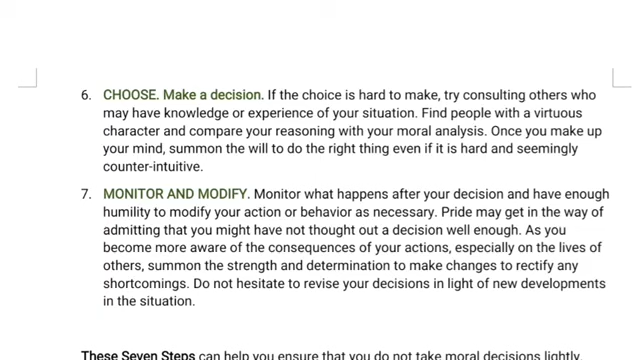 6. CHOOSE. Make a decision. If the choice is hard to make, try consulting others who
may have knowledge or experience of your situation. Find people with a virtuous
character and compare your reasoning with your moral analysis. Once you make up
your mind, summon the will to do the right thing even if it is hard and seemingly
counter-intuitive.
7. MONITOR AND MODIFY. Monitor what happens after your decision and have enough
humility to modify your action or behavior as necessary. Pride may get in the way of
admitting that you might have not thought out a decision well enough. As you
become more aware of the consequences of your actions, especially on the lives of
others, summon the strength and determination to make changes to rectify any
shortcomings. Do not hesitate to revise your decisions in light of new developments
in the situation.
These Seven Steps can help you ensure that you do not take moral decisions lightly.